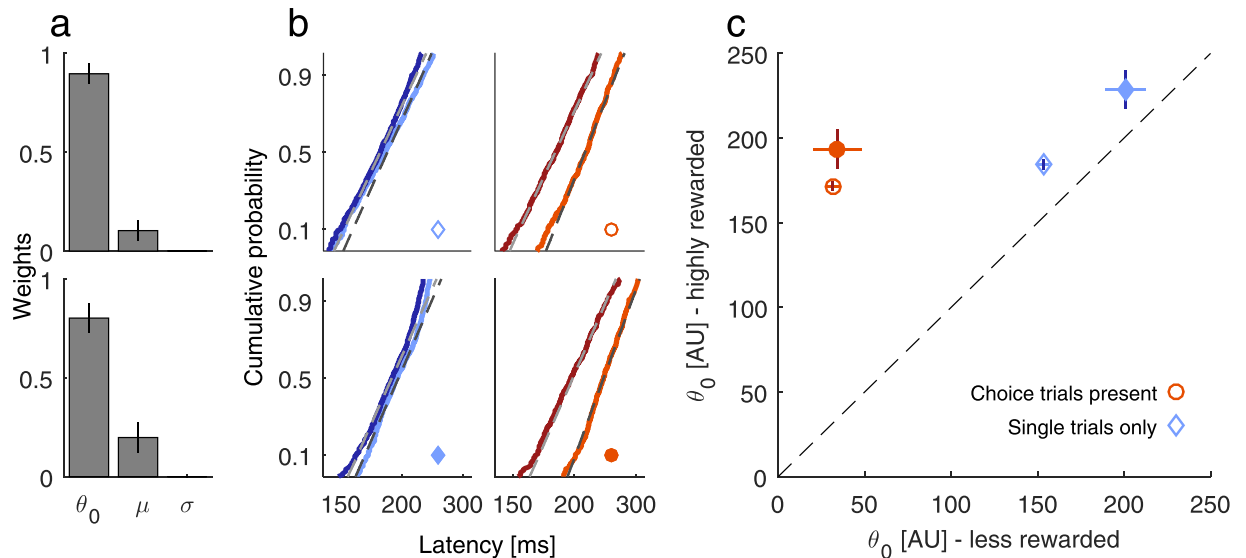 a
b
c
Weights
1
0.5
0
1
0.5
0
θ0
μ
σ
Cumulative probability
0.9
0.5
0.1
0.9
0.5
0.1
150
200
300
150
200
300
Latency [ms]
θ0 [AU] - highly rewarded
250
200
150
100
50
0
Choice trials present
Single trials only
0
50
100
150
200
250
θ0 [AU] - less rewarded